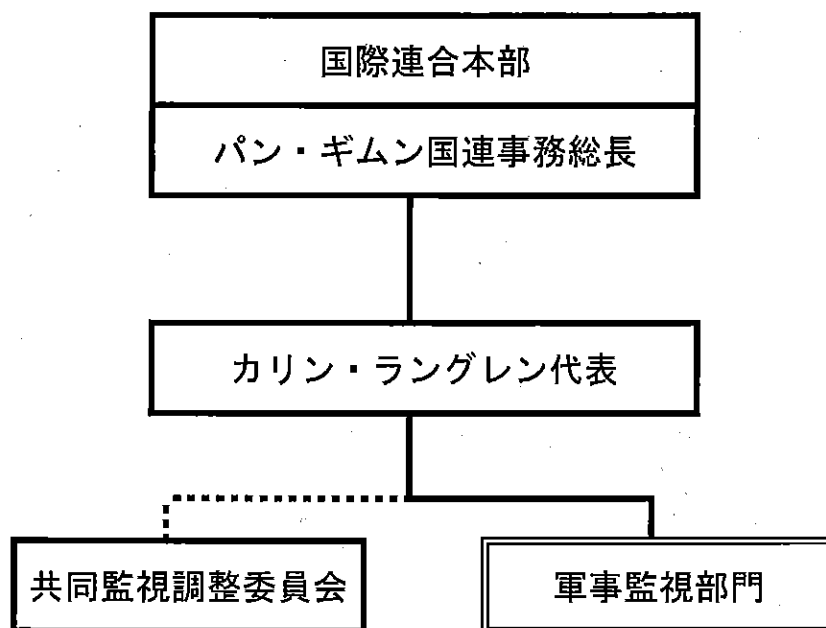 国際連合本部
パン・ギムン国連事務総長
カリン・ラングレン代表
共同監視調整委員会
軍事監視部門